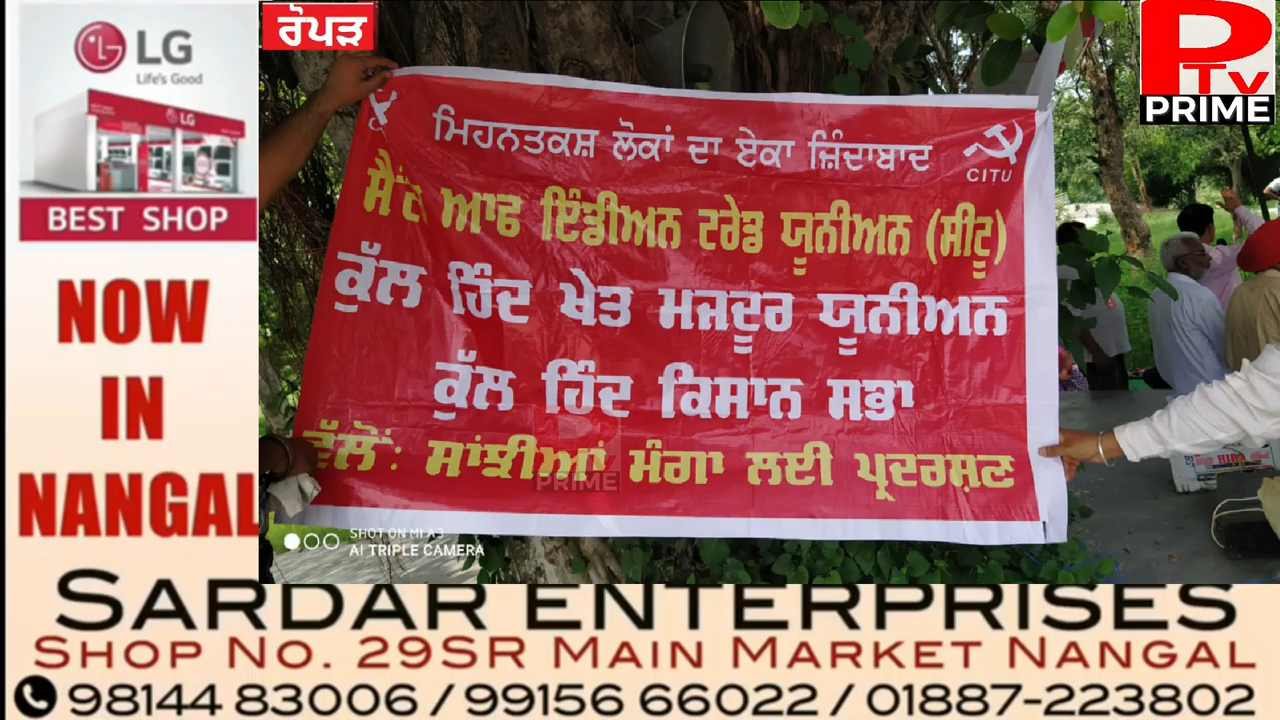 LG
Life's Good
LG
BEST SHOP
NOW
IN
NANGAL
ਰੋਪੜ
P
TV
PRIME
ਮਿਹਨਤਕਸ਼ ਲੋਕਾਂ ਦਾ ਏਕਾ ਜ਼ਿੰਦਾਬਾਦ
CITU
ਆਫ ਇੰਡੀਅਨ ਟਰੇਡ ਯੂਨੀਅਨ (ਸੀਟੂ)
ਕੁੱਲ ਹਿੰਦ ਖੇਤ ਮਜਦੂਰ ਯੂਨੀਅਨ
ਕੁੱਲ ਹਿੰਦ ਕਿਸਾਨ ਸਭਾ
ਵੱਲੋਂ: ਸਾਂਝੀਆਂ ਮੰਗਾ ਲਈ ਪ੍ਰਦਰਸ਼ਣ
PRIME
SHOT ON MI A3
AI TRIPLE CAMERA
SARDAR ENTERPRISES
SHOP NO. 29SR MAIN MARKET NANGAL
98144 83006 / 99156 66022 / 01887-223802